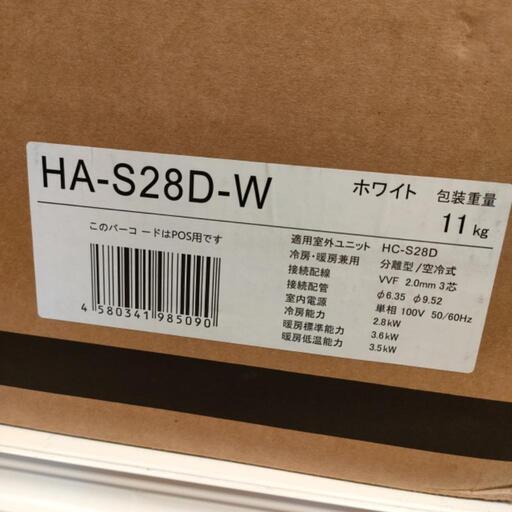 HA-S28D-W
ホワイト 包装重量
11kg
このバーコードはPOS用です
4 580341 985090
適用室外ユニット HC-S28D
冷房・暖房兼用 分離型/空冷式
接続配線 VVF 2.0mm 3芯
接続配管 φ6.35 φ9.52
室内電源 単相 100V 50/60Hz
冷房能力 2.8kW
暖房標準能力 3.6kW
暖房低温能力 3.5kW